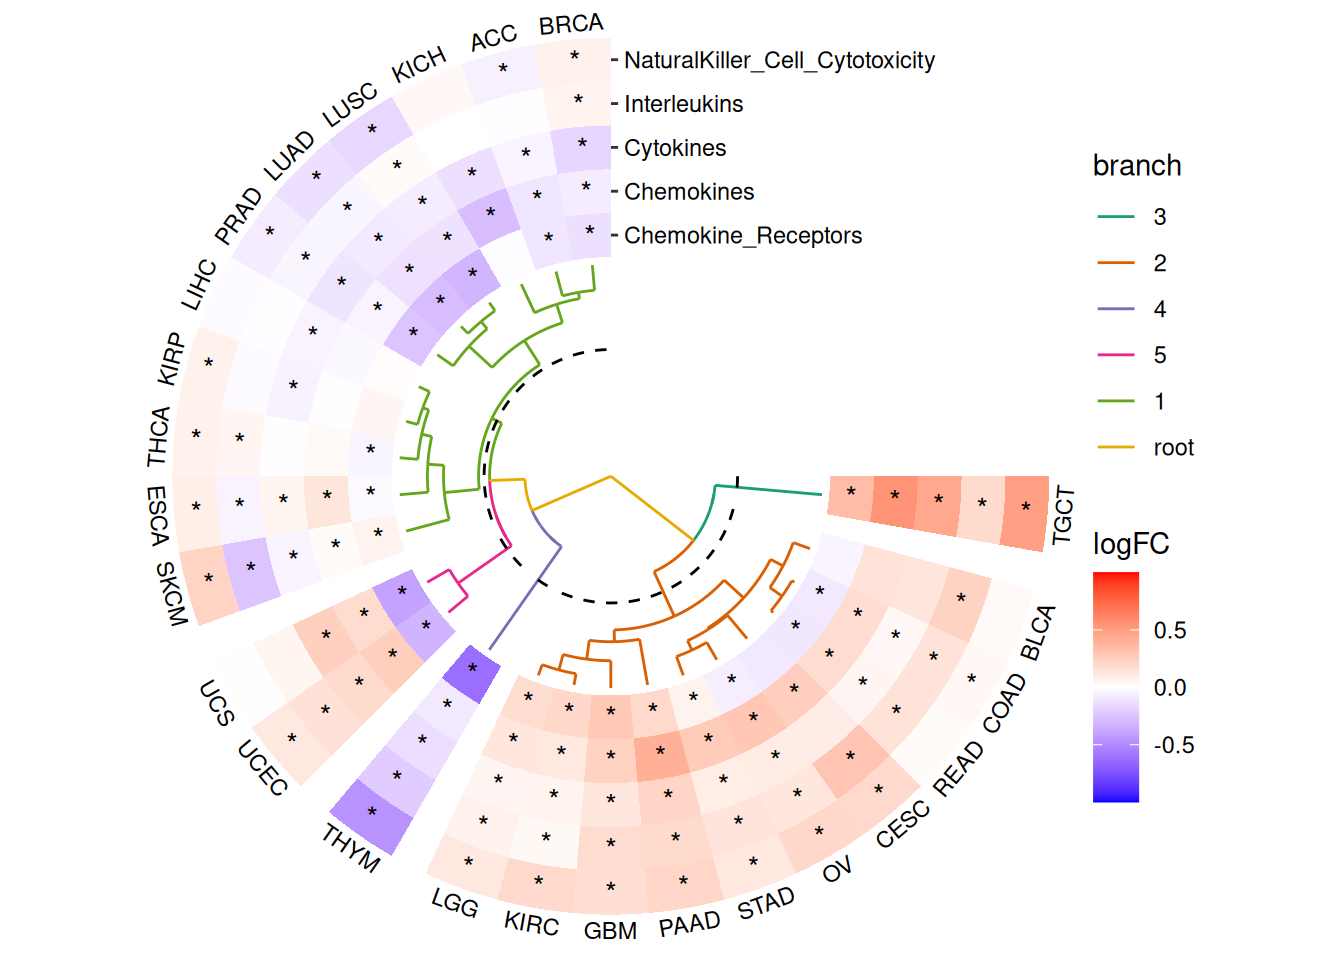 BRCA
ACC
KICH
LUSC
LUAD
PRAD
LIHC
KIRP
THCA
ESCA
SKCM
UCS
UCEC
THYM
LGG
KIRC
GBM
PAAD
STAD
OV
CESC
READ
COAD
BLCA
TGCT
NaturalKiller_Cell_Cytotoxicity
Interleukins
Cytokines
Chemokines
Chemokine_Receptors
branch
3
2
4
5
1
root
logFC
0.5
0.0
-0.5